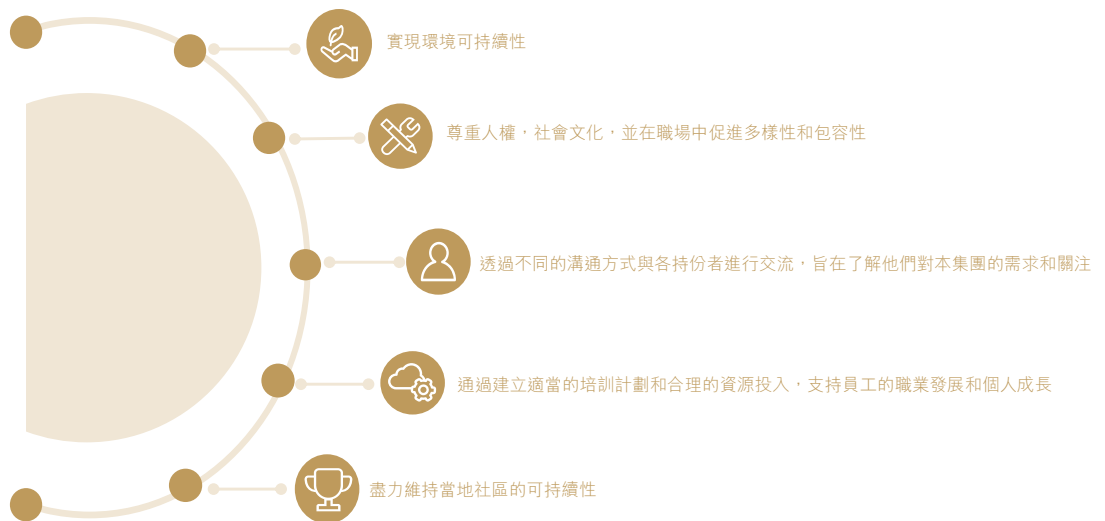 實現環境可持續性
尊重人權，社會文化，並在職場中促進多樣性和包容性
透過不同的溝通方式與各持份者進行交流，旨在了解他們對本集團的需求和關注
通過建立適當的培訓計劃和合理的資源投入，支持員工的職業發展和個人成長
盡力維持當地社區的可持續性